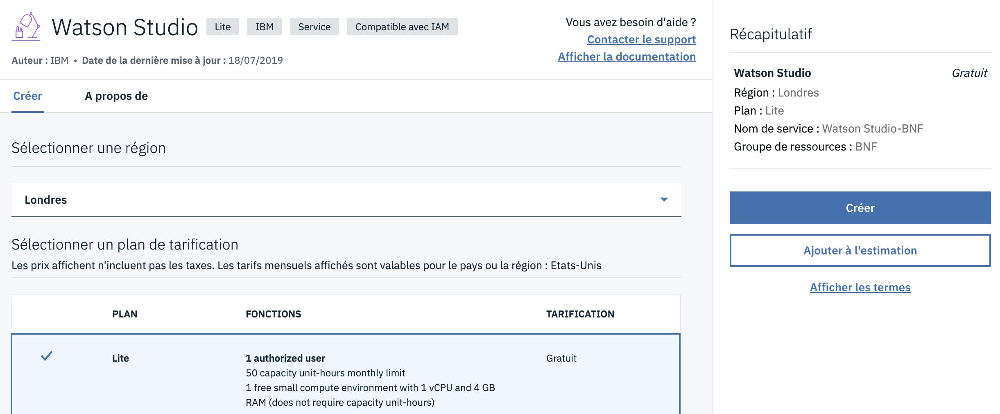 Watson Studio Lite IBM Service Compatible avec IAM
Auteur : IBM • Date de la dernière mise à jour : 18/07/2019
Vous avez besoin d'aide ?
Contacter le support
Afficher la documentation
Créer A propos de
Sélectionner une région
Londres
Sélectionner un plan de tarification
Les prix affichent n'incluent pas les taxes. Les tarifs mensuels affichés sont valables pour le pays ou la région : Etats-Unis
PLAN FONCTIONS TARIFICATION
Lite 1 authorized user Gratuit
50 capacity unit-hours monthly limit
1 free small compute environment with 1 vCPU and 4 GB
RAM (does not require capacity unit-hours)
Récapitulatif
Watson Studio Gratuit
Région : Londres
Plan : Lite
Nom de service : Watson Studio-BNF
Groupe de ressources : BNF
Créer
Ajouter à l'estimation
Afficher les termes